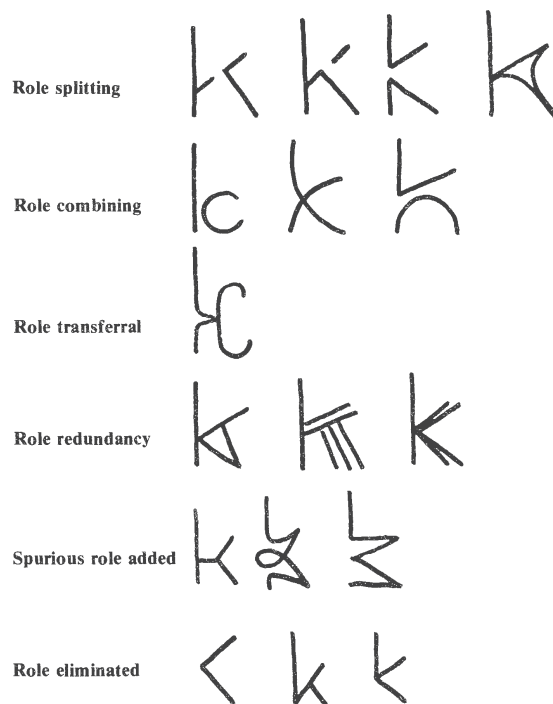 Role splitting
Role combining
Role transferral
Role redundancy
Spurious role added
Role eliminated